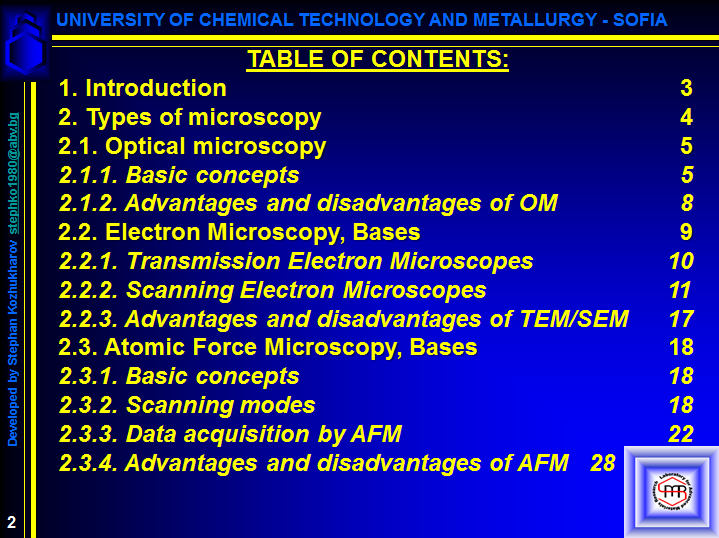 UNIVERSITY OF CHEMICAL TECHNOLOGY AND METALLURGY - SOFIA
TABLE OF CONTENTS:
1. Introduction 3
2. Types of microscopy 4
2.1. Optical microscopy 5
2.1.1. Basic concepts 5
2.1.2. Advantages and disadvantages of OM 8
2.2. Electron Microscopy, Bases 9
2.2.1. Transmission Electron Microscopes 10
2.2.2. Scanning Electron Microscopes 11
2.2.3. Advantages and disadvantages of TEM/SEM 17
2.3. Atomic Force Microscopy, Bases 18
2.3.1. Basic concepts 18
2.3.2. Scanning modes 18
2.3.3. Data acquisition by AFM 22
2.3.4. Advantages and disadvantages of AFM 28
Developed by Stephan Kozhukharov stephko1980@abv.bg
2
Laboratory for Advanced Materials Research